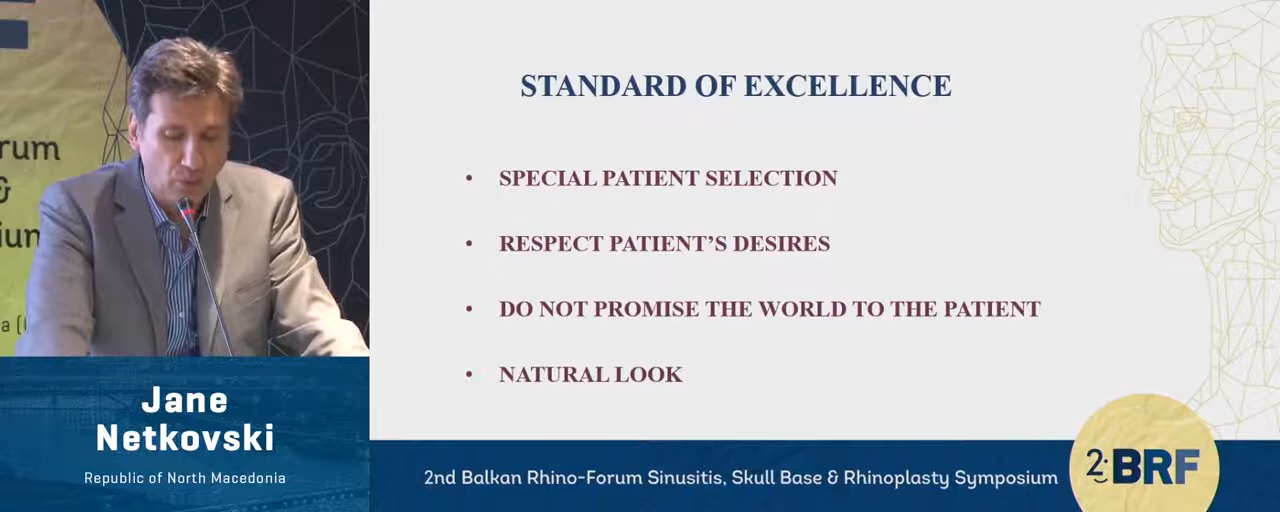 rum
&
STANDARD OF EXCELLENCE
• SPECIAL PATIENT SELECTION
• RESPECT PATIENT’S DESIRES
• DO NOT PROMISE THE WORLD TO THE PATIENT
• NATURAL LOOK
Jane
Netkovski
Republic of North Macedonia
2nd Balkan Rhino-Forum Sinusitis, Skull Base & Rhinoplasty Symposium
2. BRF